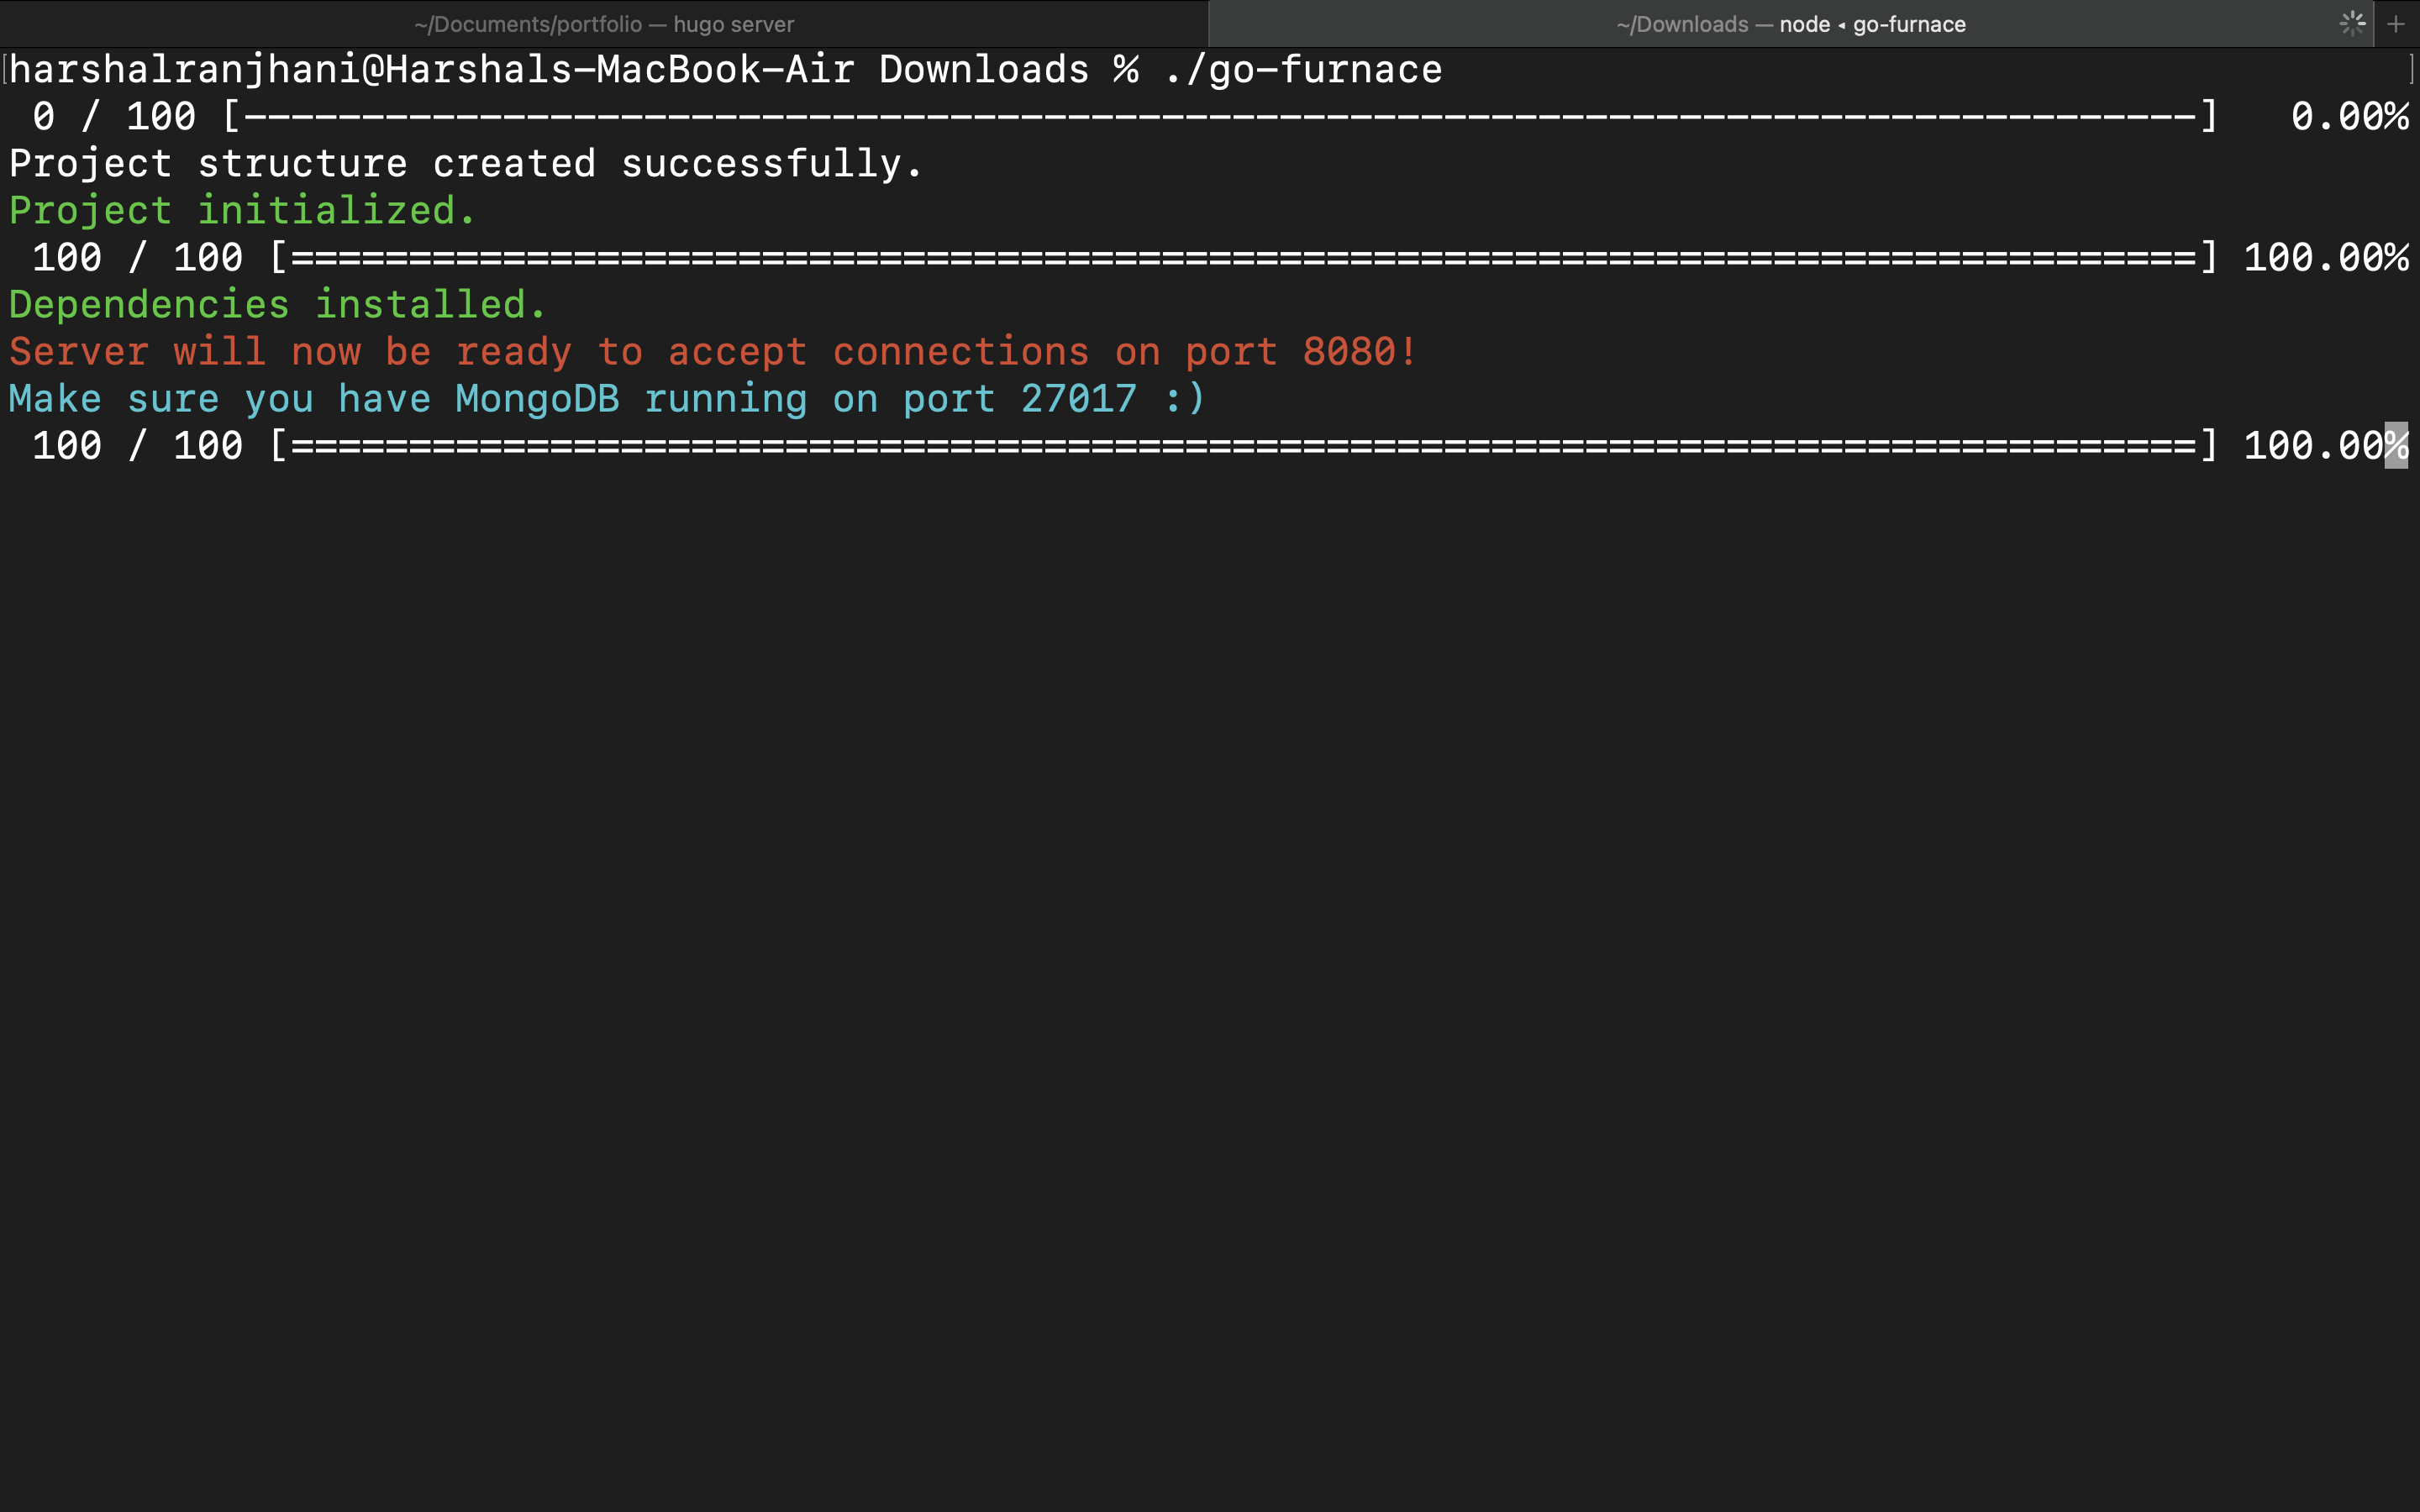 ~/Documents/portfolio — hugo server
~/Downloads — node ◂ go-furnace
+
[harshalranjhani@Harshals-MacBook-Air Downloads % ./go-furnace ]
0 / 100 [-----------------------------------------------------------------------------------] 0.00%
Project structure created successfully.
Project initialized.
100 / 100 [=================================================================================] 100.00%
Dependencies installed.
Server will now be ready to accept connections on port 8080!
Make sure you have MongoDB running on port 27017 :)
100 / 100 [=================================================================================] 100.00%